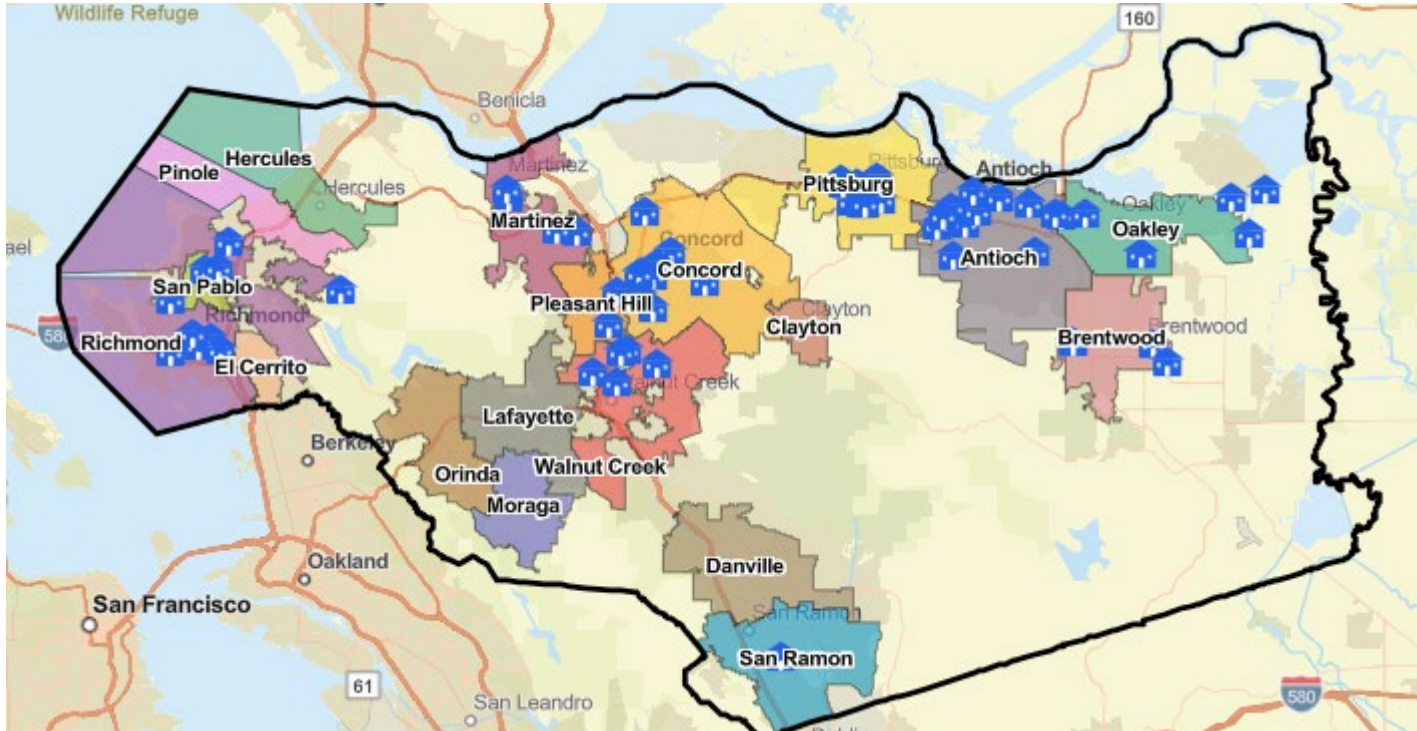 Wildlife Refuge
160
Benicia
Hercules
Pinole
Hercules
Martinez
Martinez
Pittsburg
Pittsburg
Antioch
Antioch
Oakley
Oakley
Concord
Concord
San Pablo
Richmond
Richmond
580
El Cerrito
Pleasant Hill
Clayton
Clayton
Brentwood
Brentwood
Walnut Creek
Lafayette
Berkeley
Orinda
Walnut Creek
Moraga
Oakland
Danville
San Francisco
San Ramon
San Ramon
61
San Leandro
580